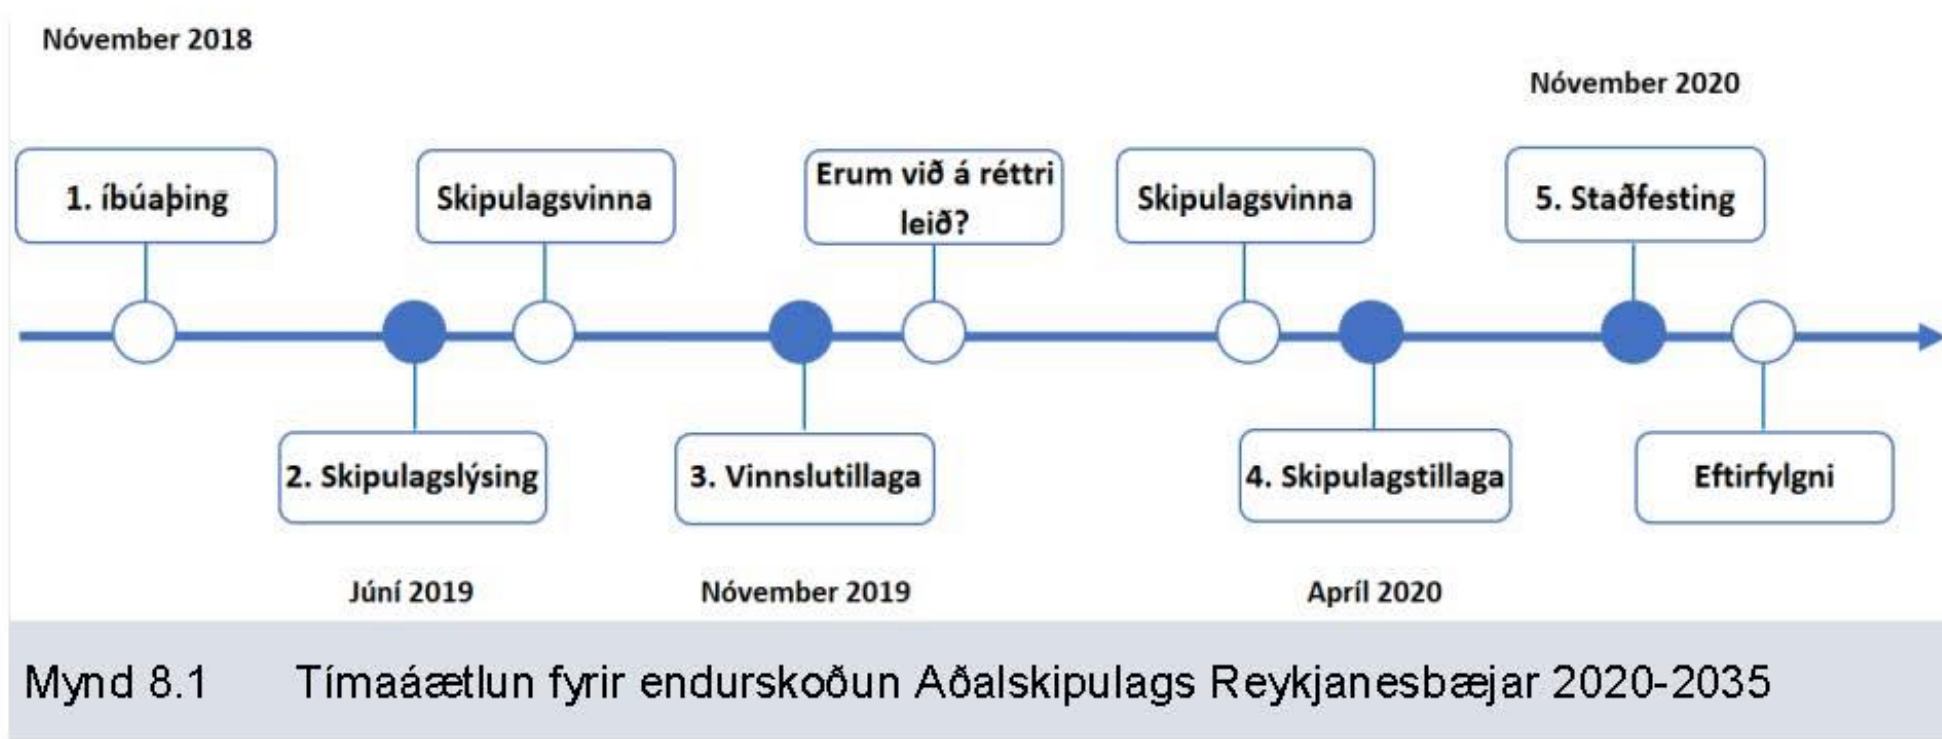 Nóvember 2018
Nóvember 2020
1. íbúaþing
Skipulagsvinna
Erum við á réttri
leið?
Skipulagsvinna
5. Staðfesting
2. Skipulagslýsing
3. Vinnslutillaga
4. Skipulagstillaga
Eftirfylgni
Júní 2019
Nóvember 2019
Apríl 2020
Mynd 8.1 Tímaáætlun fyrir endurskoðun Aðalskipulags Reykjanesbæjar 2020-2035